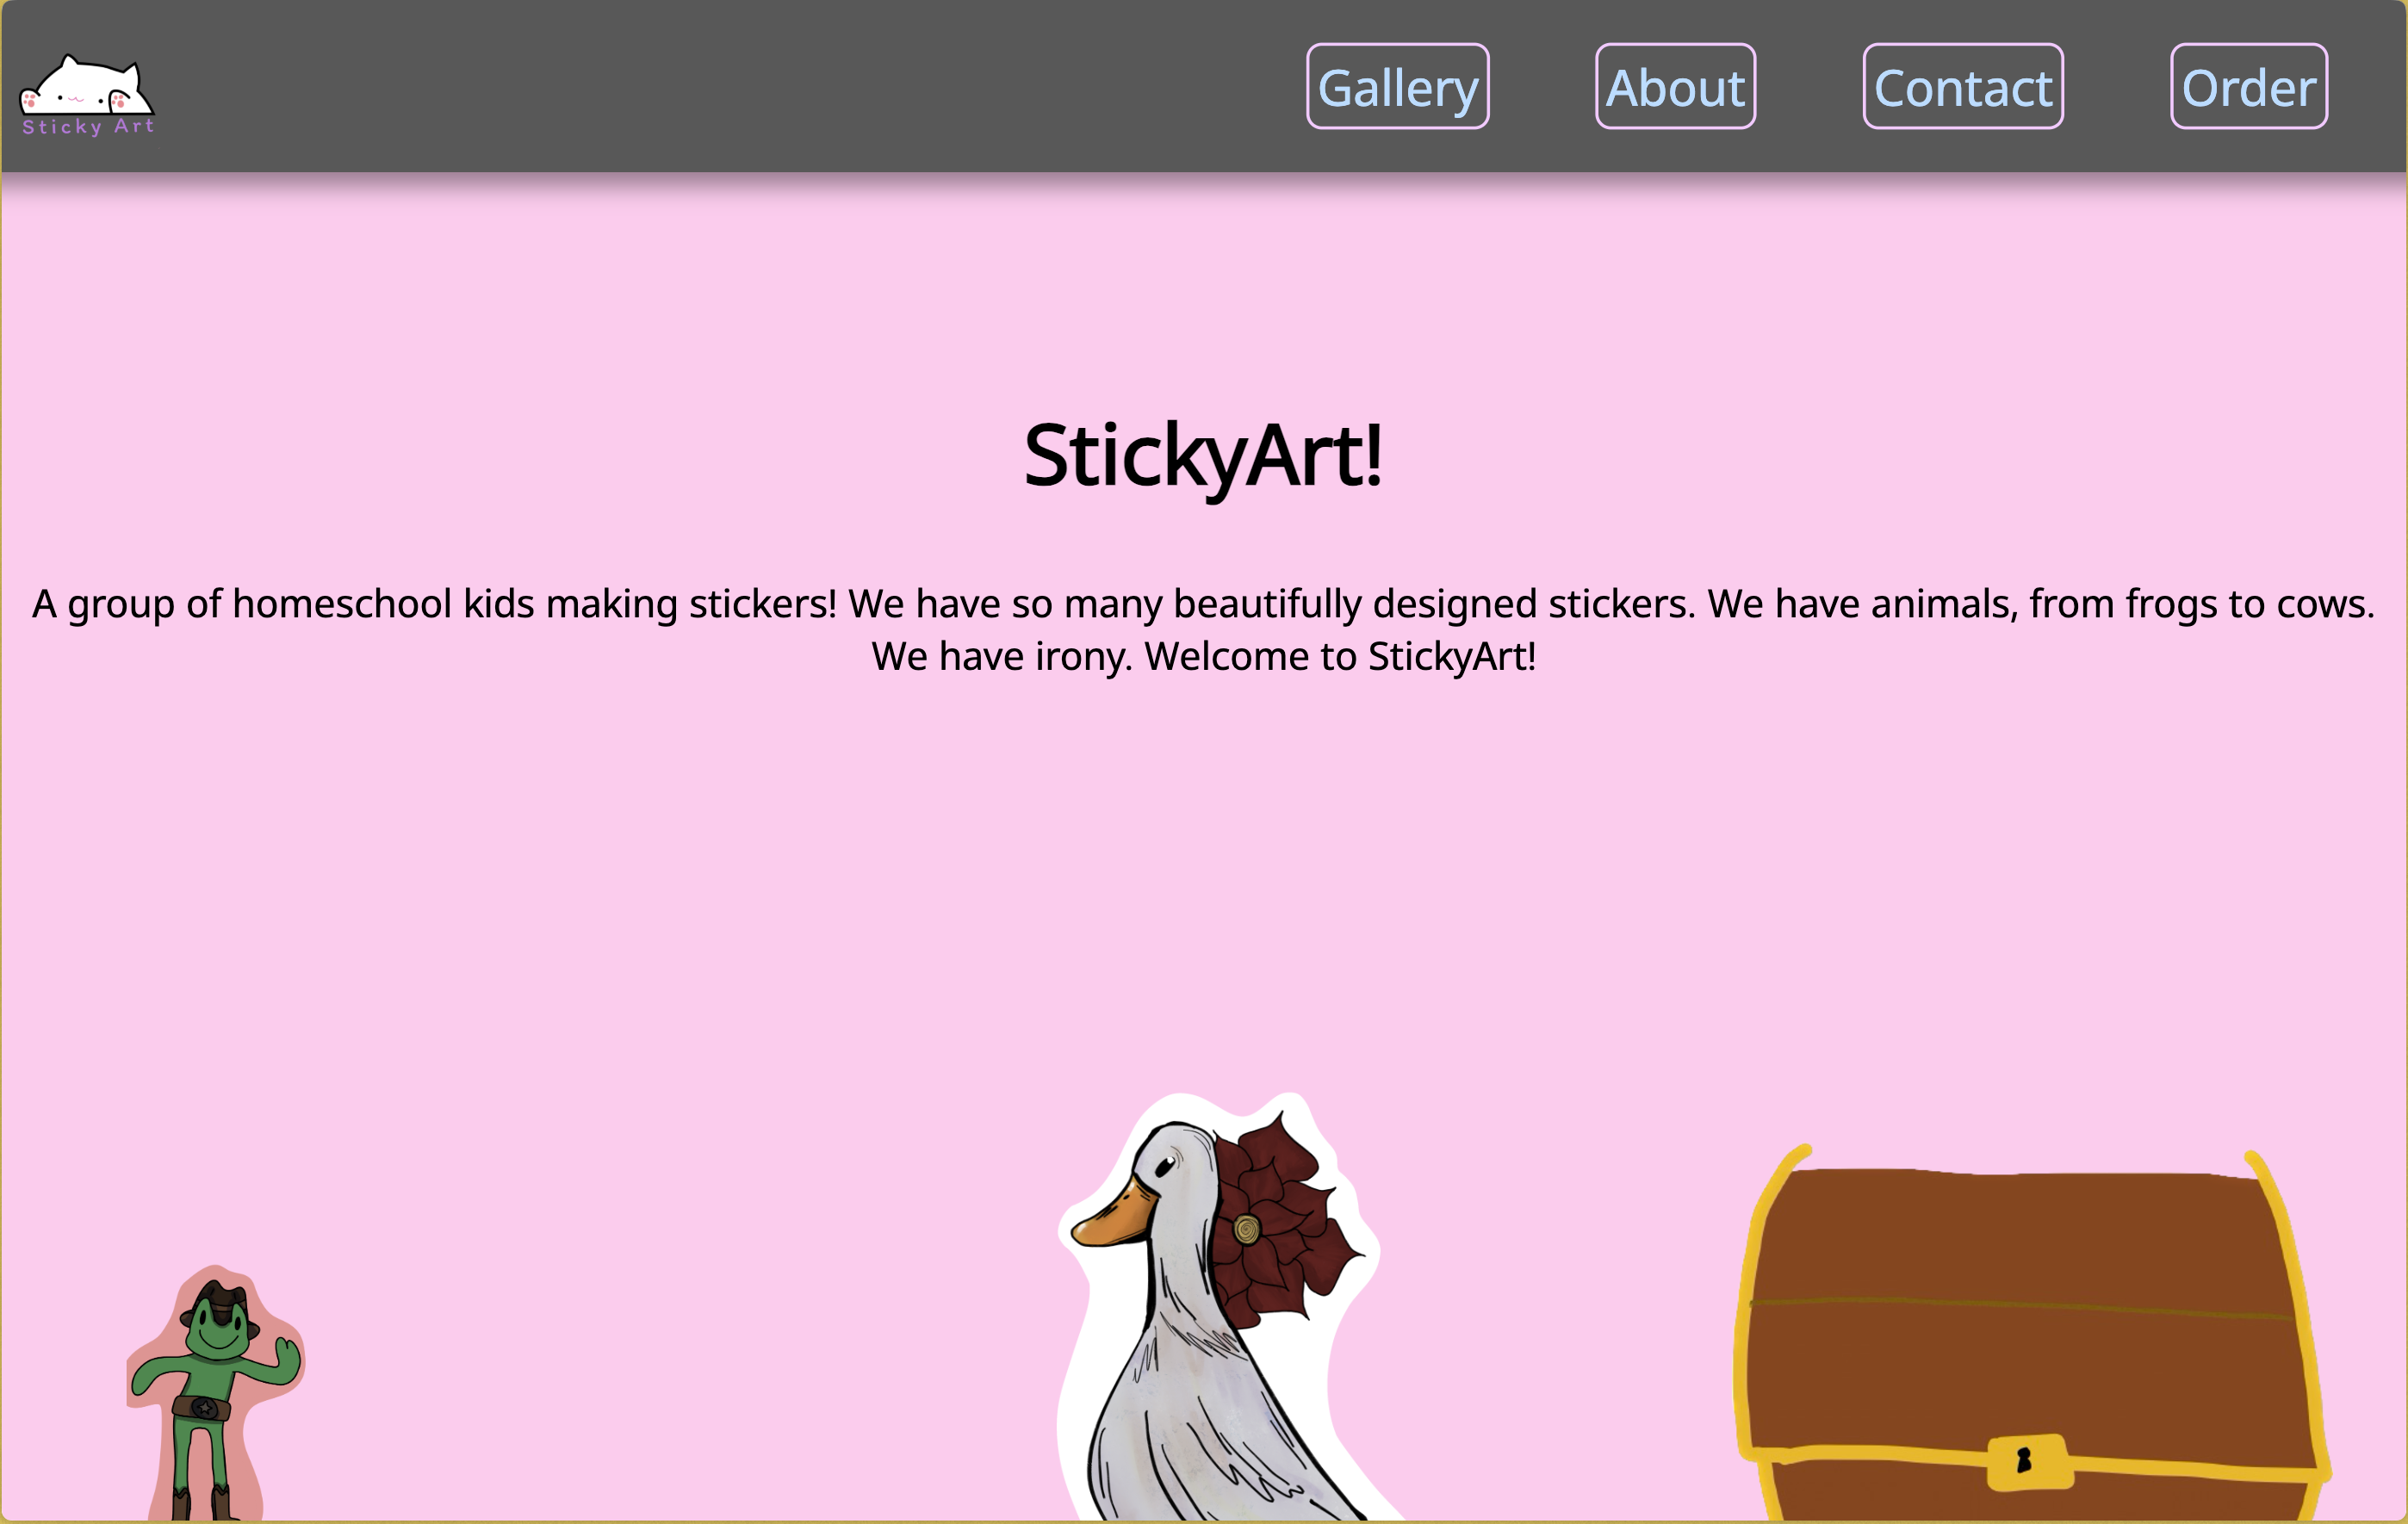 Sticky Art
Gallery
About
Contact
Order
StickyArt!
A group of homeschool kids making stickers! We have so many beautifully designed stickers. We have animals, from frogs to cows.
We have irony. Welcome to StickyArt!